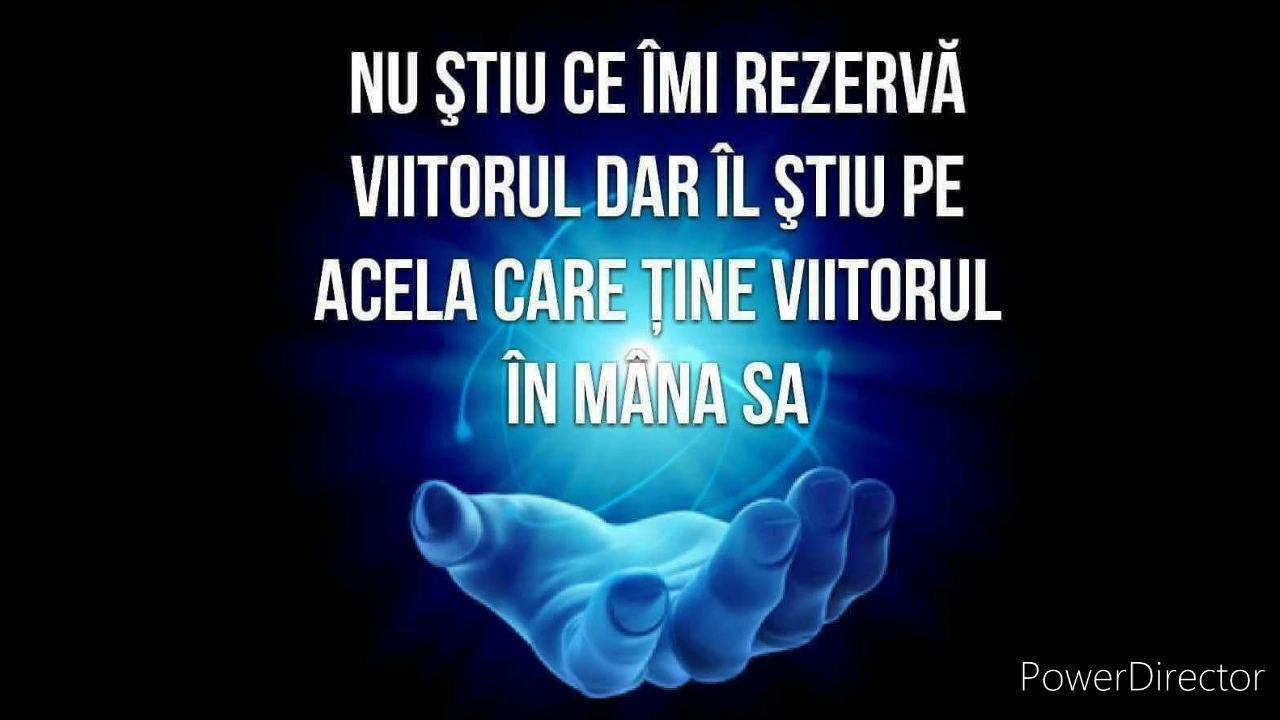 NU ŞTIU CE ÎMI REZERVĂ
VIITORUL DAR ÎL ŞTIU PE
ACELA CARE ȚINE VIITORUL
ÎN MÂNA SA
PowerDirector